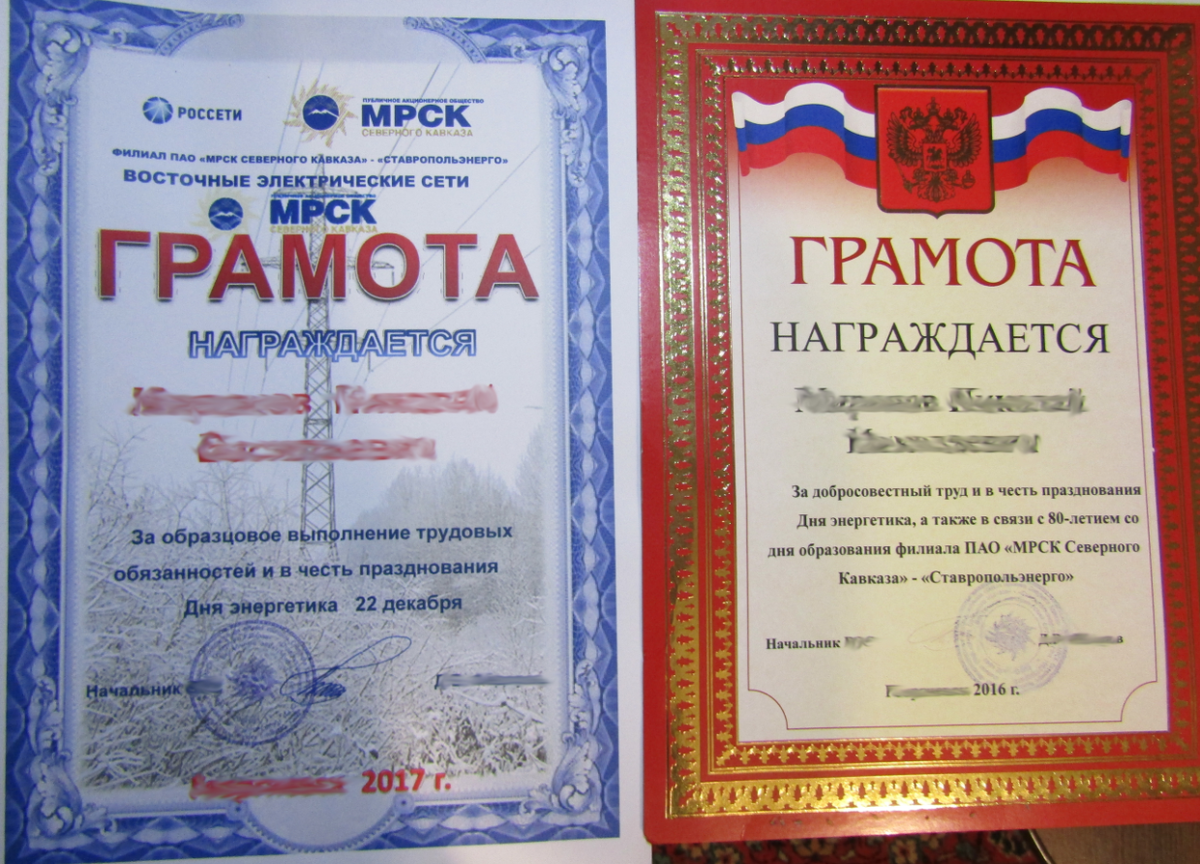 РОССЕТИ
ПУБЛИЧНОЕ АКЦИОНЕРНОЕ ОБЩЕСТВО
МРСК
СЕВЕРНОГО КАВКАЗА
ФИЛИАЛ ПАО «МРСК СЕВЕРНОГО КАВКАЗА» - «СТАВРОПОЛЬЭНЕРГО»
ВОСТОЧНЫЕ ЭЛЕКТРИЧЕСКИЕ СЕТИ
МРСК
СЕВЕРНОГО КАВКАЗА
ГРАМОТА
НАГРАЖДАЕТСЯ
За образцовое выполнение трудовых
обязанностей и в честь празднования
Дня энергетика 22 декабря
Начальник
2017 г.
ГРАМОТА
НАГРАЖДАЕТСЯ
За добросовестный труд и в честь празднования
Дня энергетика, а также в связи с 80-летием со
дня образования филиала ПАО «МРСК Северного
Кавказа» - «Ставропольэнерго»
Начальник
2016 г.